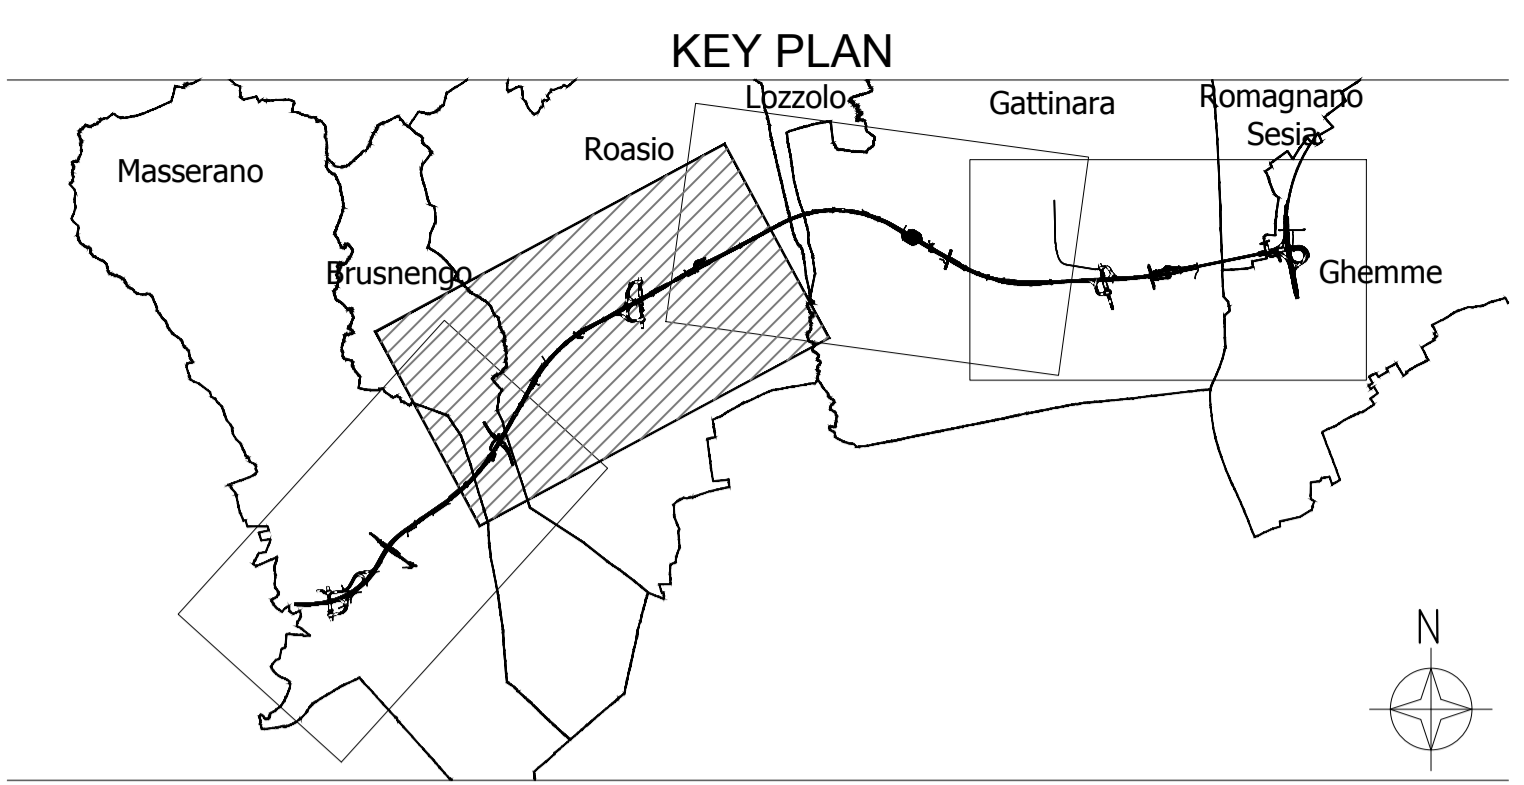 KEY PLAN
Lozzolo
Gattinara
Romagnano
Sesia
Roasio
Masserano
Brusnengo
Ghemme
N